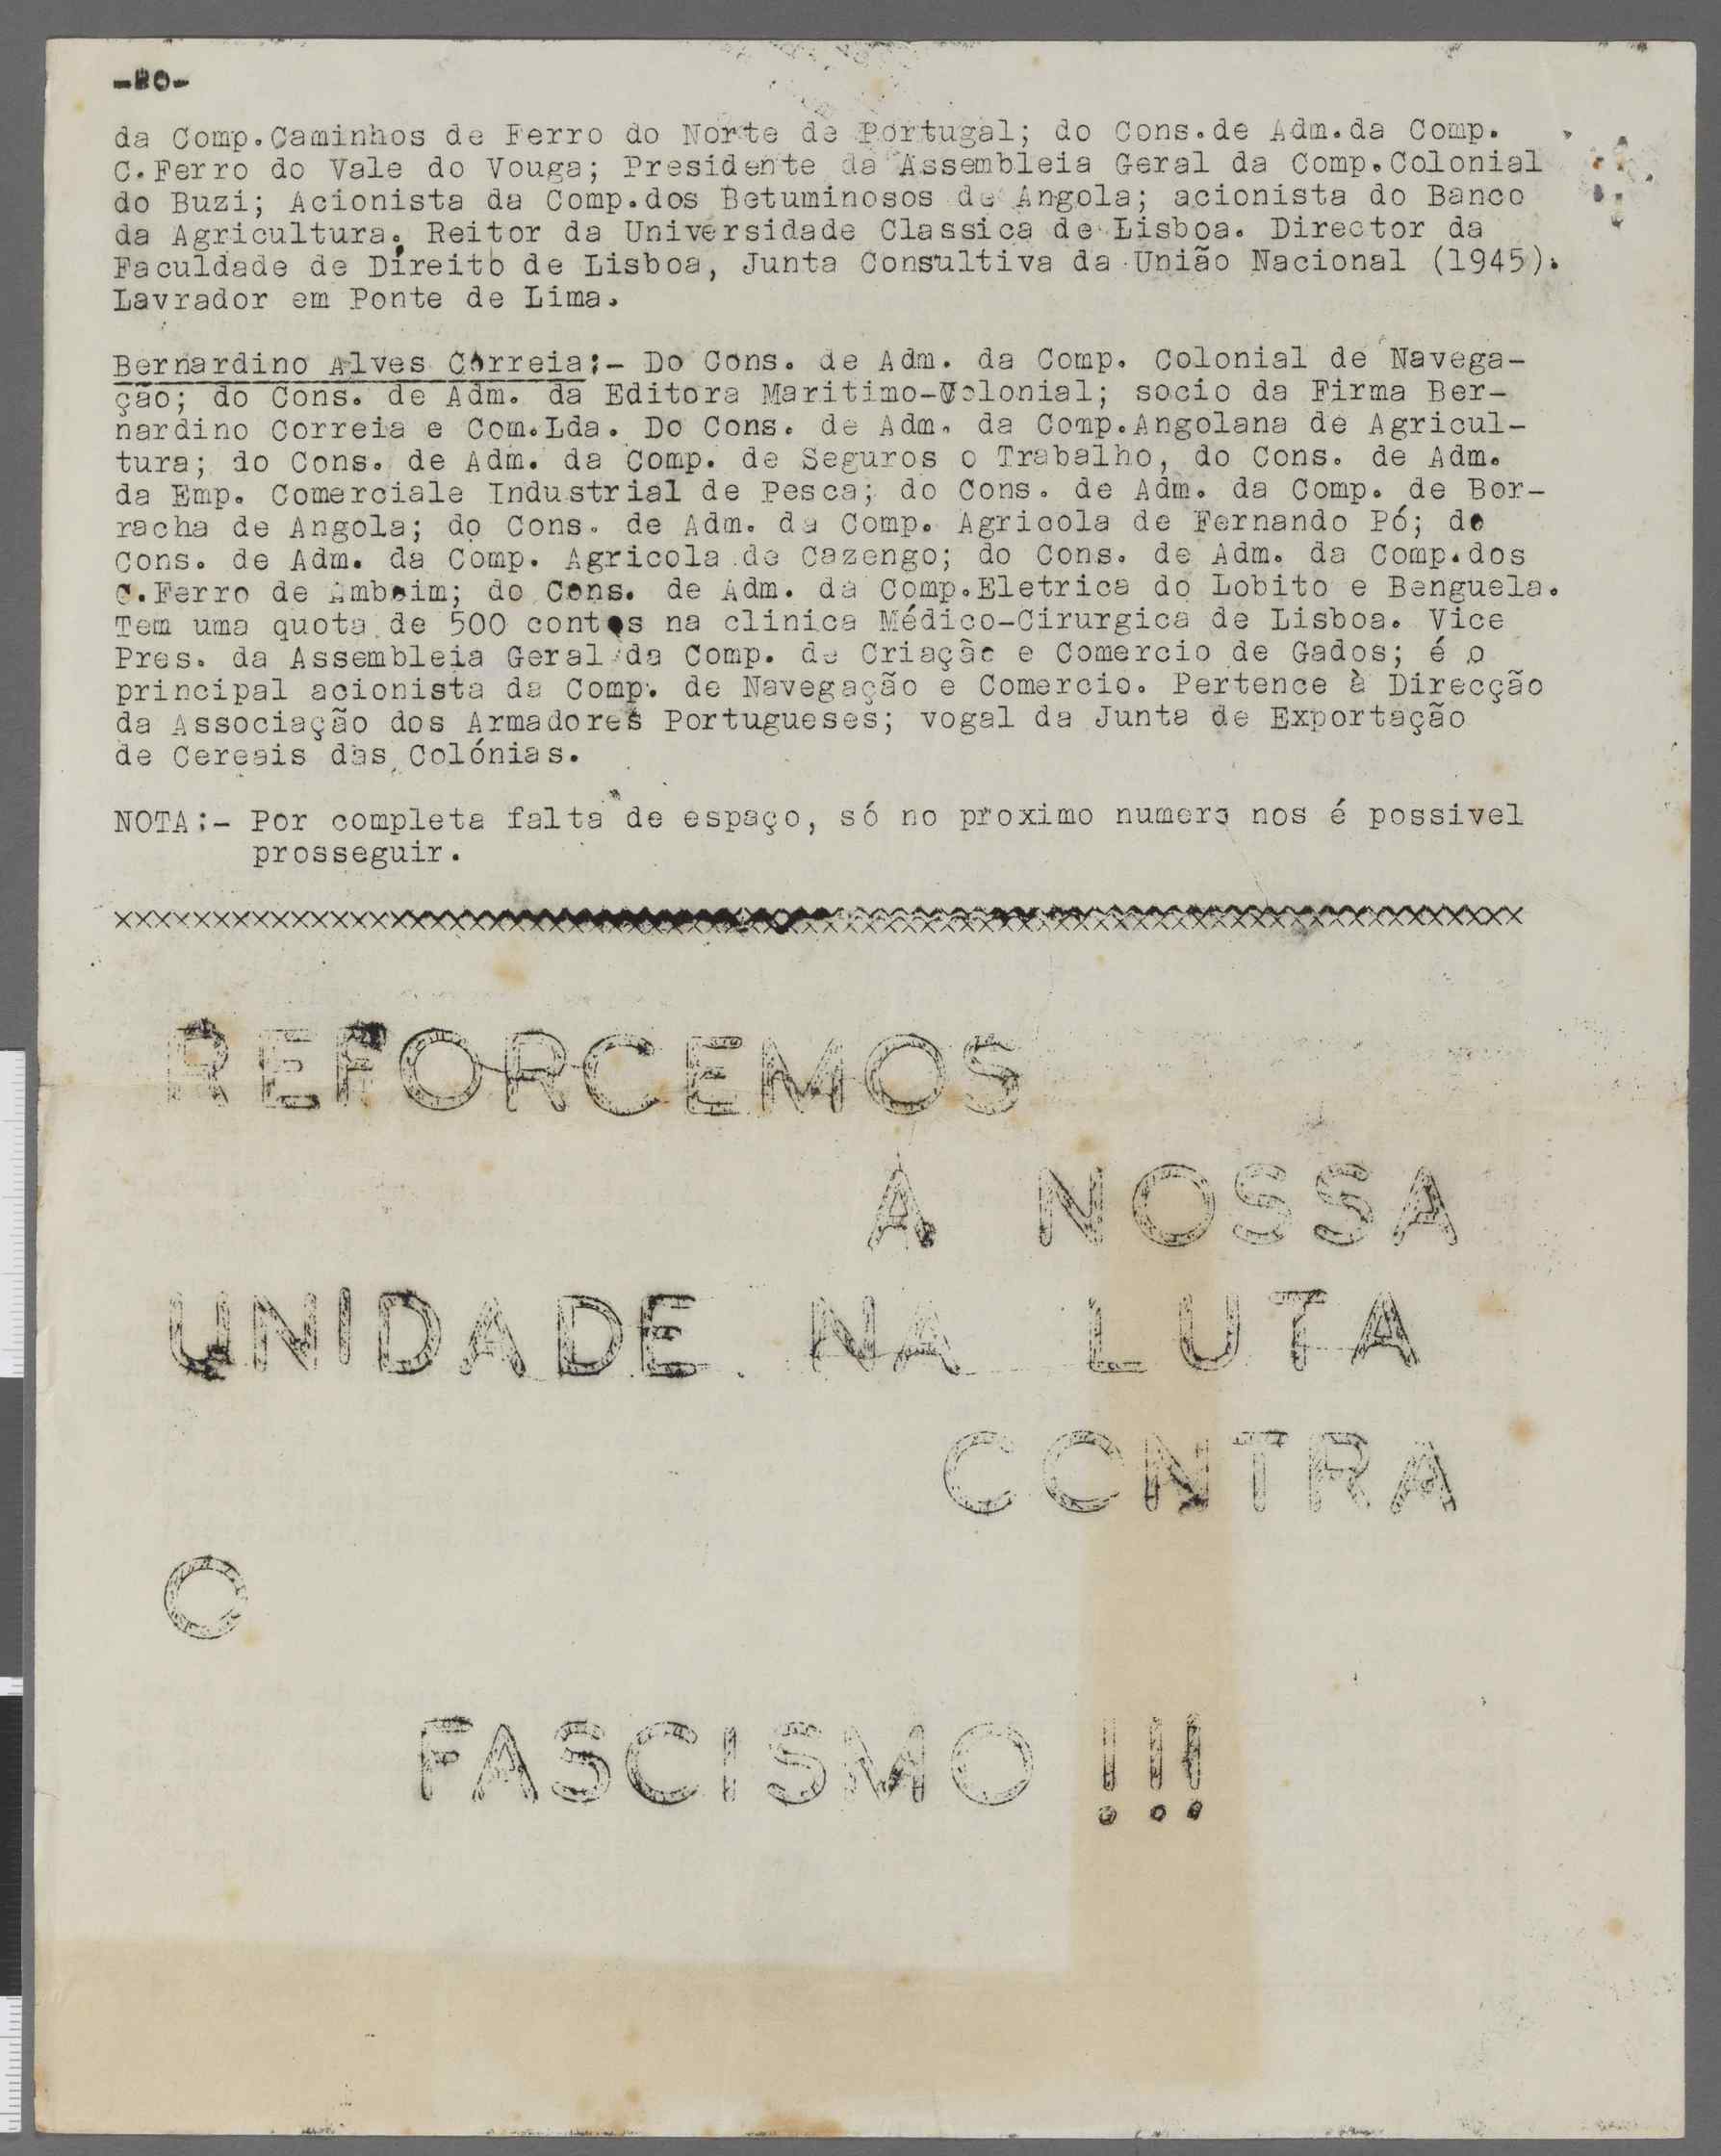 -20-
da Comp.Caminhos de Ferro do Norte de Portugal; do Cons.de Adm.da Comp.
C.Ferro do Vale do Vouga; Presidente da Assembleia Geral da Comp.Colonial
do Buzi; Acionista da Comp.dos Betuminosos de Angola; acionista do Banco
da Agricultura. Reitor da Universidade Classica de Lisboa. Director da
Faculdade de Direito de Lisboa, Junta Consultiva da União Nacional (1945).
Lavrador em Ponte de Lima.
Bernardino Alves Correia:- Do Cons. de Adm. da Comp. Colonial de Navega-
ção; do Cons. de Adm. da Editora Maritimo-Colonial; socio da Firma Ber-
nardino Correia e Com.Lda. Do Cons. de Adm. da Comp.Angolana de Agricul-
tura; do Cons. de Adm. da Comp. de Seguros o Trabalho, do Cons. de Adm.
da Emp. Comerciale Industrial de Pesca; do Cons. de Adm. da Comp. de Bor-
racha de Angola; do Cons. de Adm. da Comp. Agricola de Fernando Pó; do
Cons. de Adm. da Comp. Agricola de Cazengo; do Cons. de Adm. da Comp.dos
C.Ferro de Amboim; do Cons. de Adm. da Comp.Eletrica do Lobito e Benguela.
Tem uma quota de 500 contos na clinica Médico-Cirurgica de Lisboa. Vice
Pres. da Assembleia Geral da Comp. de Criação e Comercio de Gados; é o
principal acionista da Comp. de Navegação e Comercio. Pertence à Direcção
da Associação dos Armadores Portugueses; vogal da Junta de Exportação
de Cereais das Colónias.
NOTA:- Por completa falta de espaço, só no proximo numero nos é possivel
prosseguir.
REFORCEMOS
A NOSSA
UNIDADE NA LUTA
CONTRA
O
FASCISMO !!!